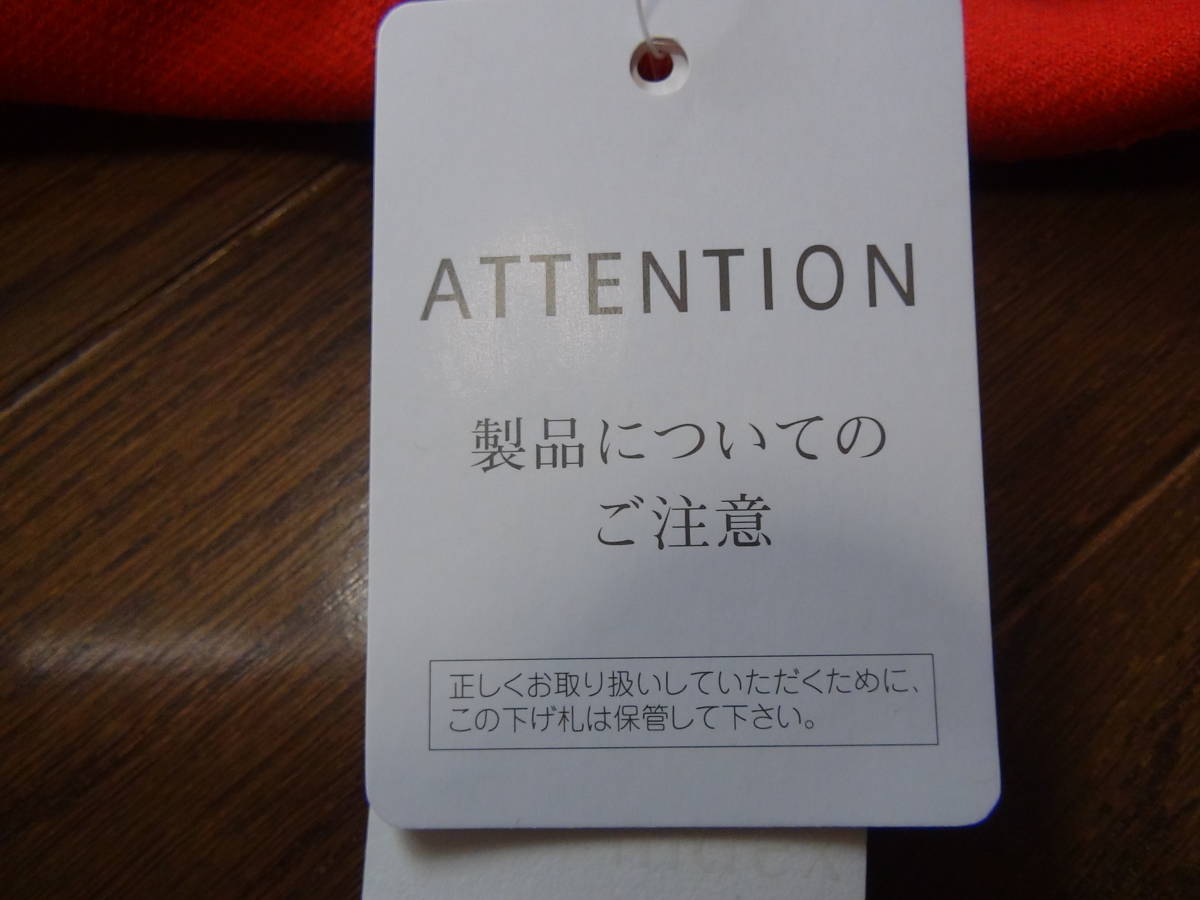 ATTENTION
製品についての
ご注意
正しくお取り扱いしていただくために、
この下げ札は保管して下さい。
index